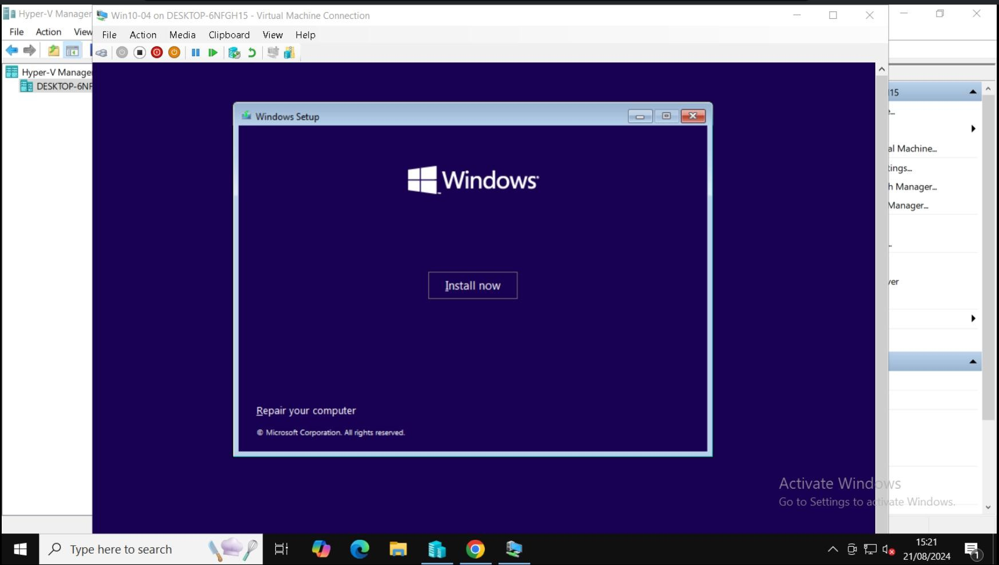 Hyper-V Manager
File Action View
Win10-04 on DESKTOP-6NFGH15 - Virtual Machine Connection
File Action Media Clipboard View Help
Hyper-V Manage
DESKTOP-6NF
Windows Setup
Windows
Install now
Repair your computer
© Microsoft Corporation. All rights reserved.
15
al Machine...
tings...
h Manager...
Manager...
ver
Activate Windows
Go to Settings to activate Windows.
Type here to search
15:21
21/08/2024
1